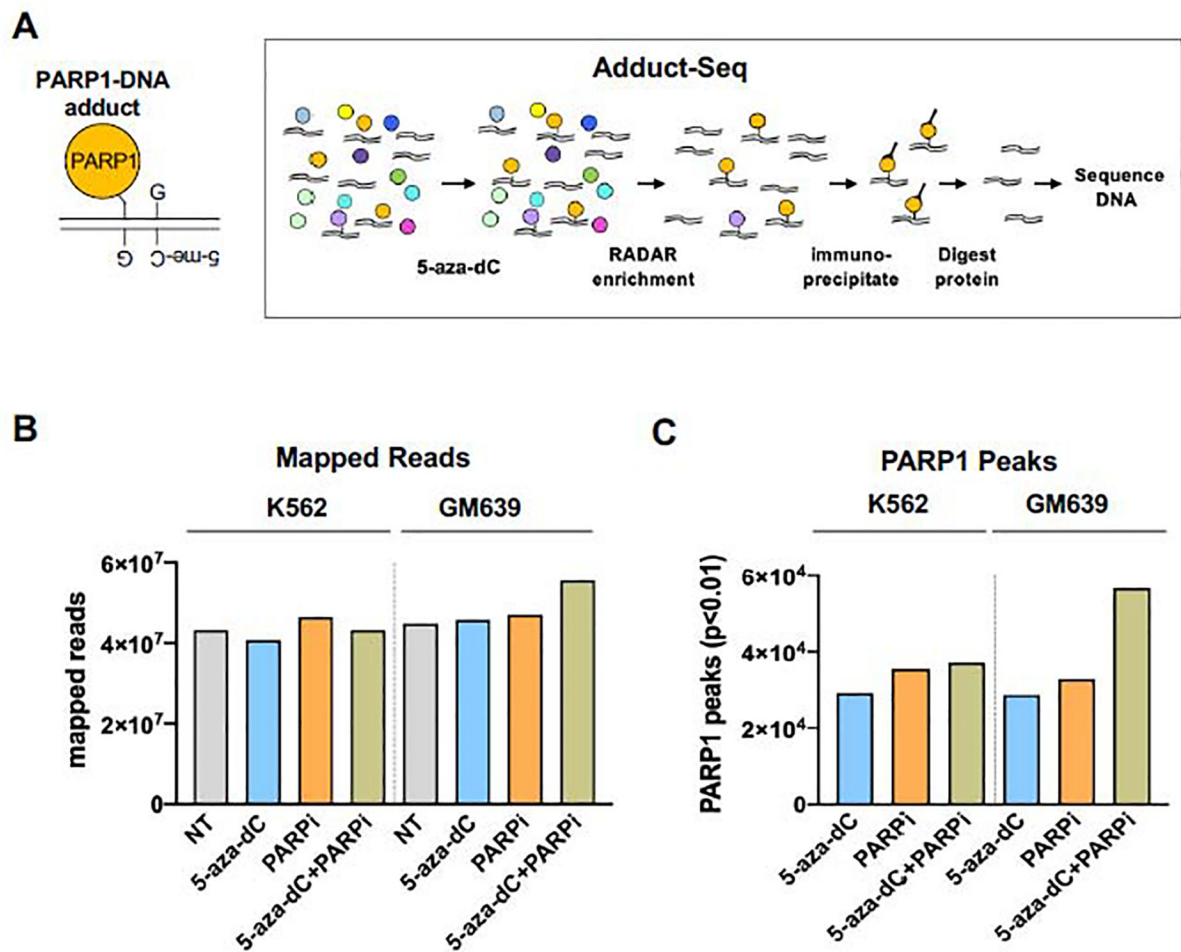 A
PARP1-DNA
adduct
PARP1
G
G
C
5-me-
Adduct-Seq
5-aza-dC
RADAR
enrichment
immuno-
precipitate
Digest
protein
Sequence
DNA
B
Mapped Reads
K562 GM639
mapped reads
6×10⁷
4×10⁷
2×10⁷
0
NT
5-aza-dC
PARPi
5-aza-dC+PARPi
NT
5-aza-dC
PARPi
5-aza-dC+PARPi
C
PARP1 Peaks
K562 GM639
PARP1 peaks (p<0.01)
6×10⁴
4×10⁴
2×10⁴
0
5-aza-dC
PARPi
5-aza-dC+PARPi
5-aza-dC
PARPi
5-aza-dC+PARPi